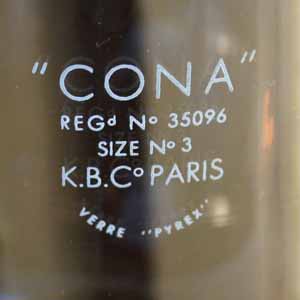 "CONA"
REGd No 35096
SIZE No 3
K.B.Co PARIS
VERRE "PYREX"